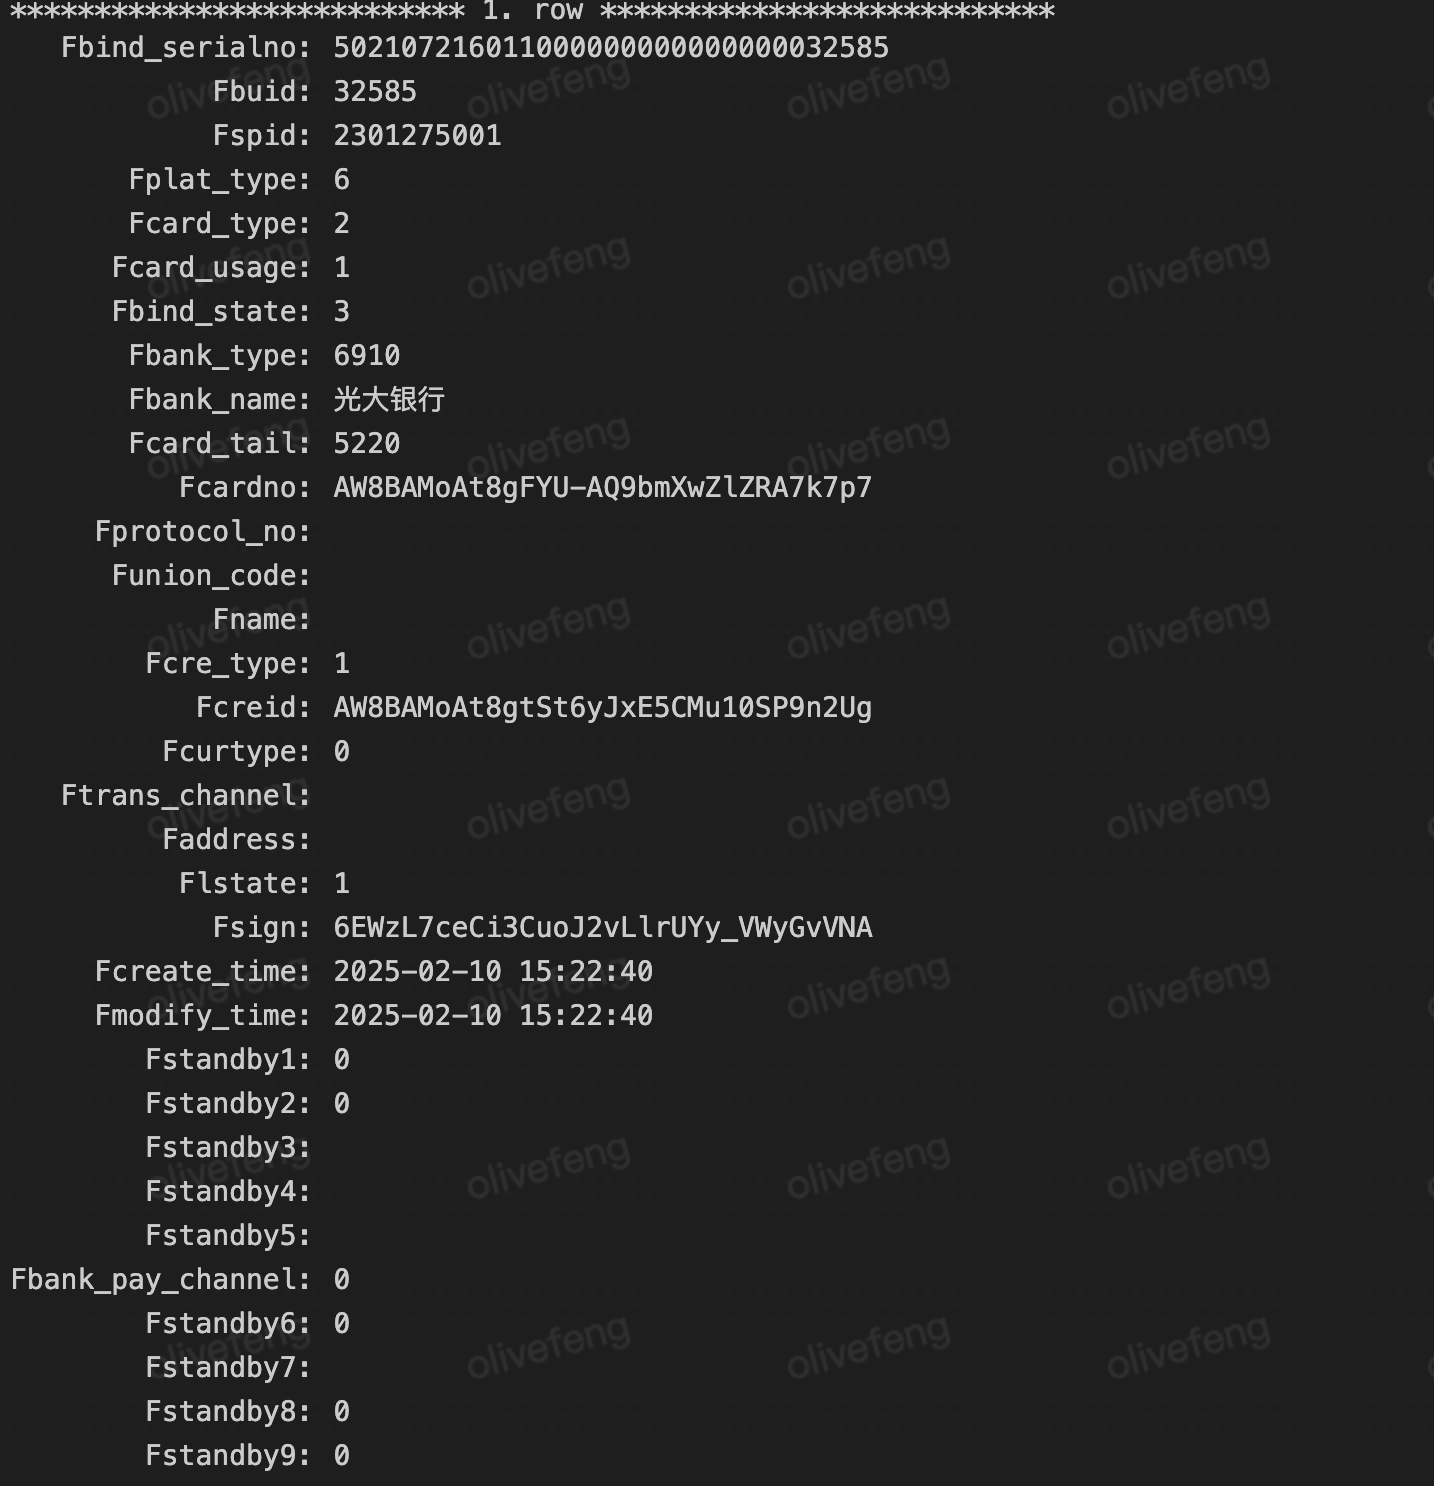 *************************** 1. row ***************************
Fbind_serialno: 502107216011000000000000000032585
Fbuid: 32585
Fspid: 2301275001
Fplat_type: 6
Fcard_type: 2
Fcard_usage: 1
Fbind_state: 3
Fbank_type: 6910
Fbank_name: 光大银行
Fcard_tail: 5220
Fcardno: AW8BAMoAt8gFYU-AQ9bmXwZlZRA7k7p7
Fprotocol_no:
Funion_code:
Fname:
Fcre_type: 1
Fcreid: AW8BAMoAt8gtSt6yJxE5CMu10SP9n2Ug
Fcurtype: 0
Ftrans_channel:
Faddress:
Flstate: 1
Fsign: 6EWzL7ceCi3CuoJ2vLlrUYy_VWyGvVNA
Fcreate_time: 2025-02-10 15:22:40
Fmodify_time: 2025-02-10 15:22:40
Fstandby1: 0
Fstandby2: 0
Fstandby3:
Fstandby4:
Fstandby5:
Fbank_pay_channel: 0
Fstandby6: 0
Fstandby7:
Fstandby8: 0
Fstandby9: 0
olivefeng